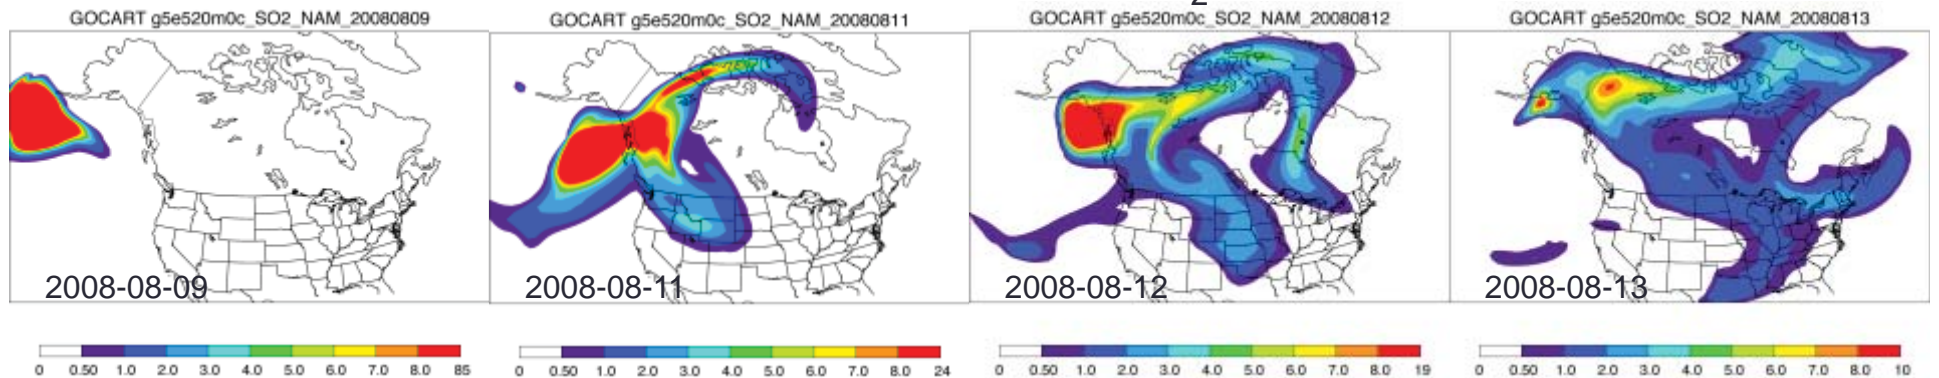 2
GOCART g5e520m0c_SO2_NAM_20080809
GOCART g5e520m0c_SO2_NAM_20080811
GOCART g5e520m0c_SO2_NAM_20080812
GOCART g5e520m0c_SO2_NAM_20080813
2008-08-09
2008-08-11
2008-08-12
2008-08-13
0 0.50 1.0 2.0 3.0 4.0 5.0 6.0 7.0 8.0 85
0 0.50 1.0 2.0 3.0 4.0 5.0 6.0 7.0 8.0 24
0 0.50 1.0 2.0 3.0 4.0 5.0 6.0 7.0 8.0 19
0 0.50 1.0 2.0 3.0 4.0 5.0 6.0 7.0 8.0 10